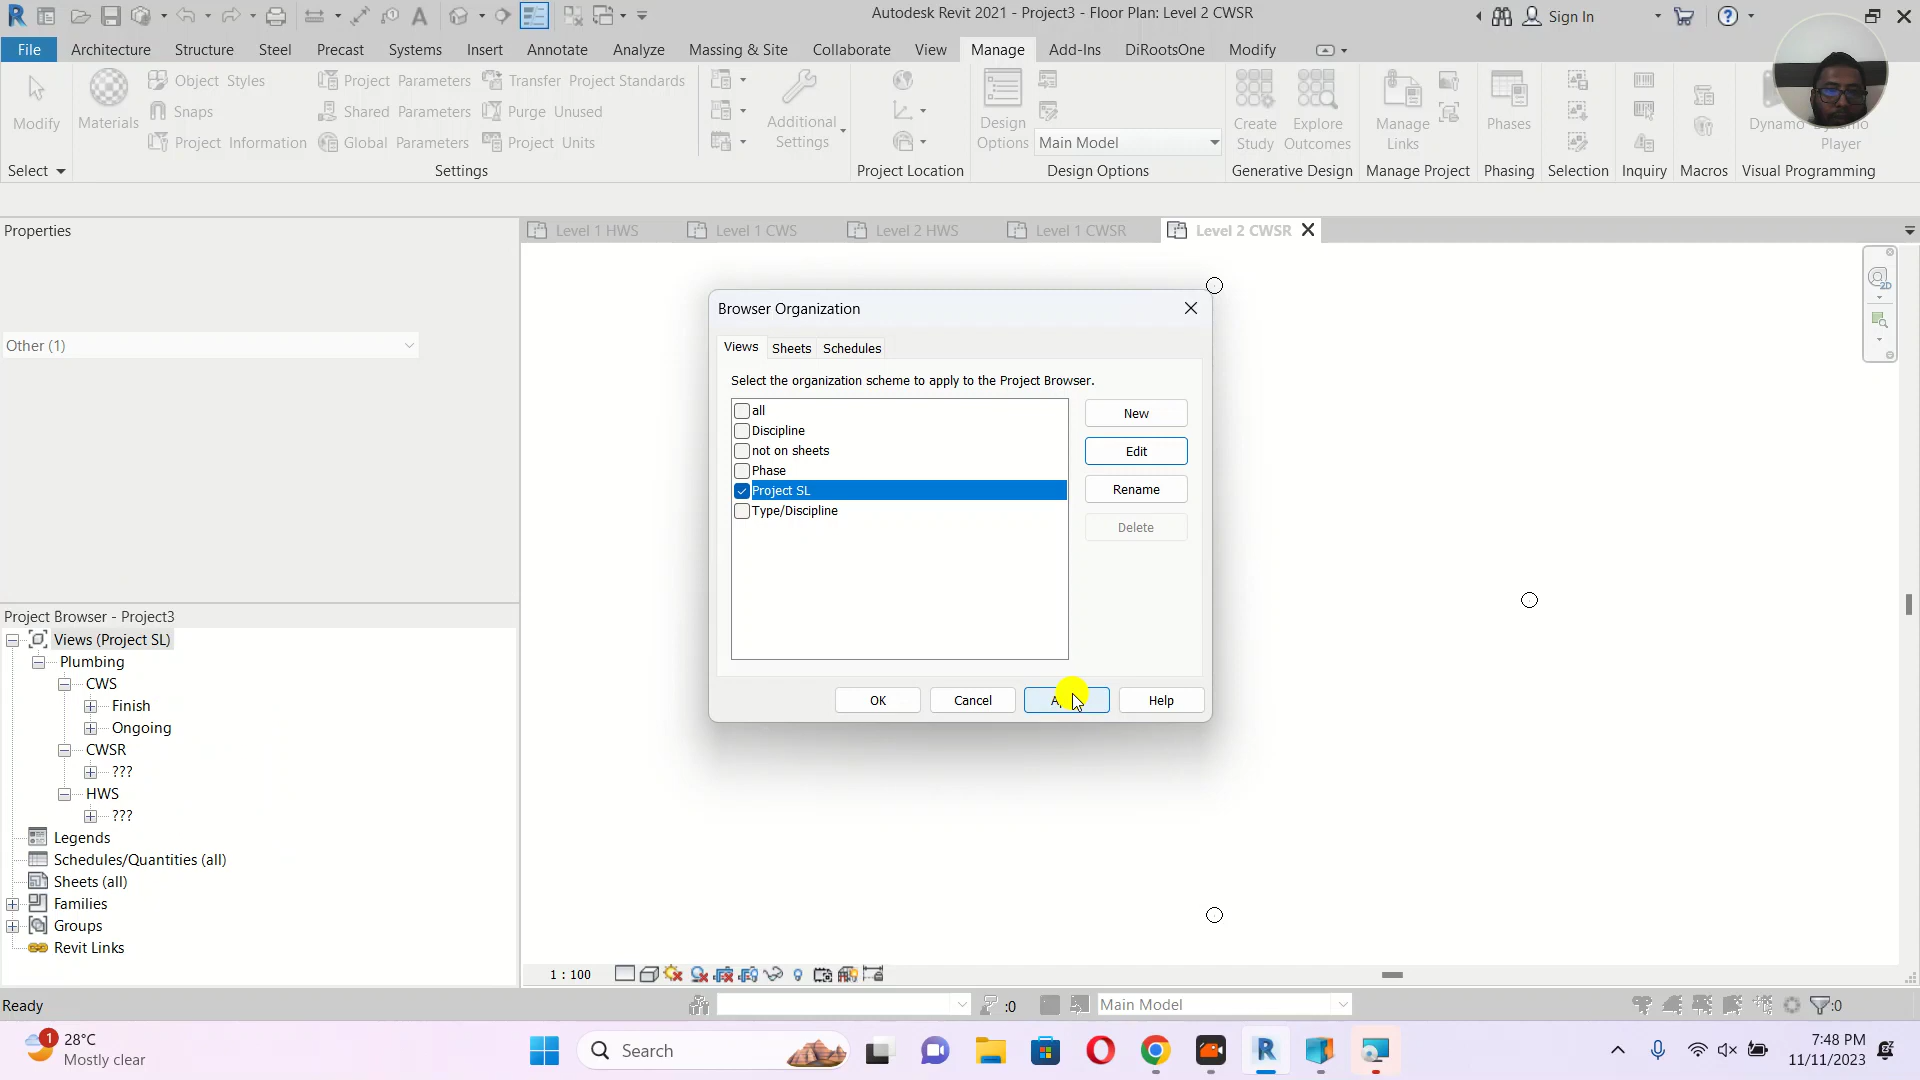 Autodesk Revit 2021 - Project3 - Floor Plan: Level 2 CWSR
Sign In
File Architecture Structure Steel Precast Systems Insert Annotate Analyze Massing & Site Collaborate View Manage Add-Ins DiRootsOne Modify
Object Styles Project Parameters Transfer Project Standards
Snaps Shared Parameters Purge Unused
Project Information Global Parameters Project Units
Modify
Materials
Additional
Settings
Design
Options
Main Model
Create
Study
Explore
Outcomes
Manage
Links
Phases
Dynamo
Player
Select Settings Project Location Design Options Generative Design Manage Project Phasing Selection Inquiry Macros Visual Programming
Properties
Level 1 HWS Level 1 CWS Level 2 HWS Level 1 CWSR Level 2 CWSR
Other (1)
Browser Organization
Views Sheets Schedules
Select the organization scheme to apply to the Project Browser.
all
Discipline
not on sheets
Phase
Project SL
Type/Discipline
New
Edit
Rename
Delete
OK Cancel Help
Project Browser - Project3
Views (Project SL)
Plumbing
CWS
Finish
Ongoing
CWSR
???
HWS
???
Legends
Schedules/Quantities (all)
Sheets (all)
Families
Groups
Revit Links
1 : 100
Ready
:0
Main Model
:0
1
28°C
Mostly clear
Search
7:48 PM
11/11/2023